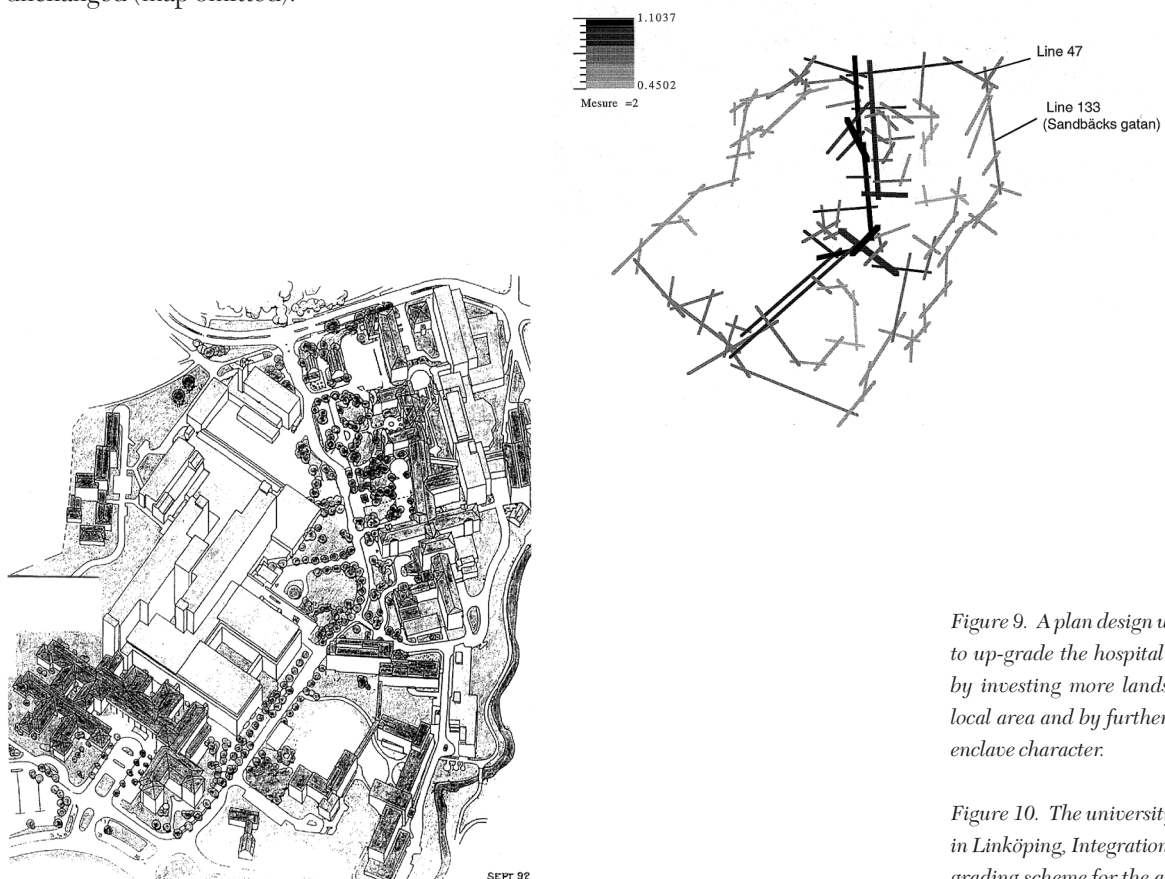 unchanged (map omitted).
1.1037
0.4502
Mesure =2
Line 47
Line 133
(Sandbäcks gatan)
SEPT 92
Figure 9. A plan design u
to up-grade the hospital
by investing more lands
local area and by further
enclave character.
Figure 10. The university
in Linköping, Integration
grading scheme for the a